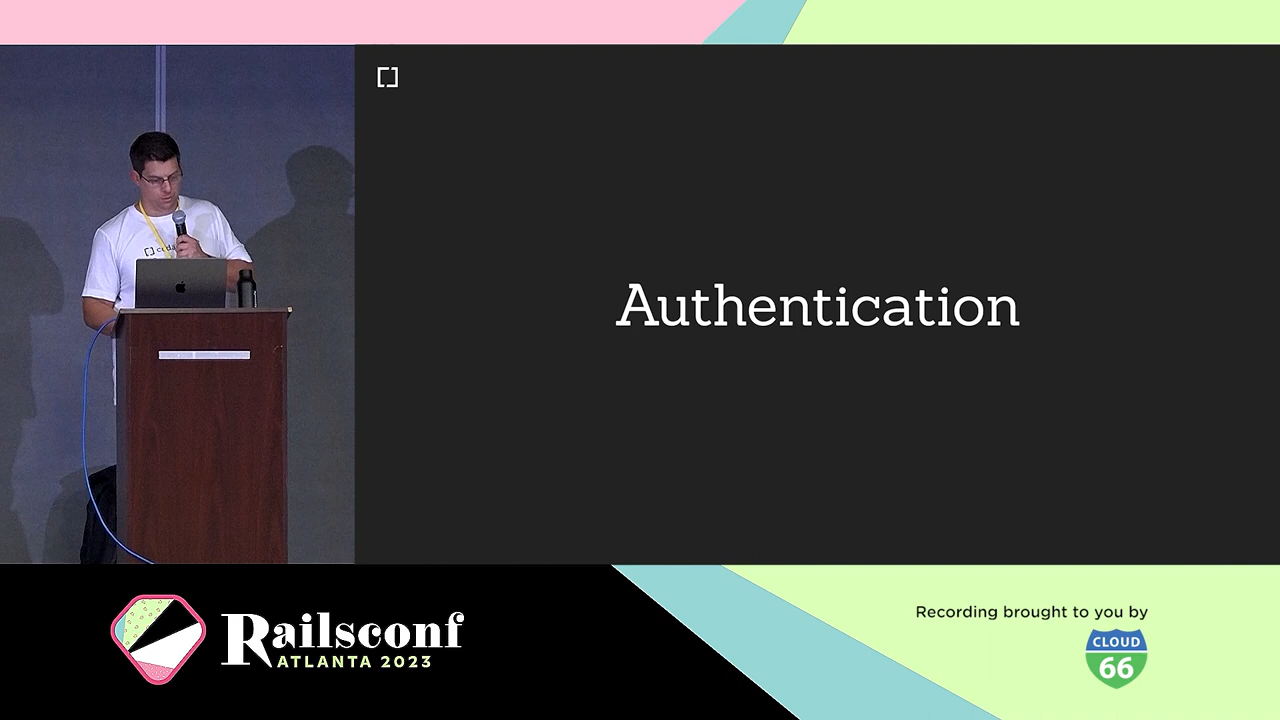 Authentication
Railsconf
ATLANTA 2023
Recording brought to you by
CLOUD
66